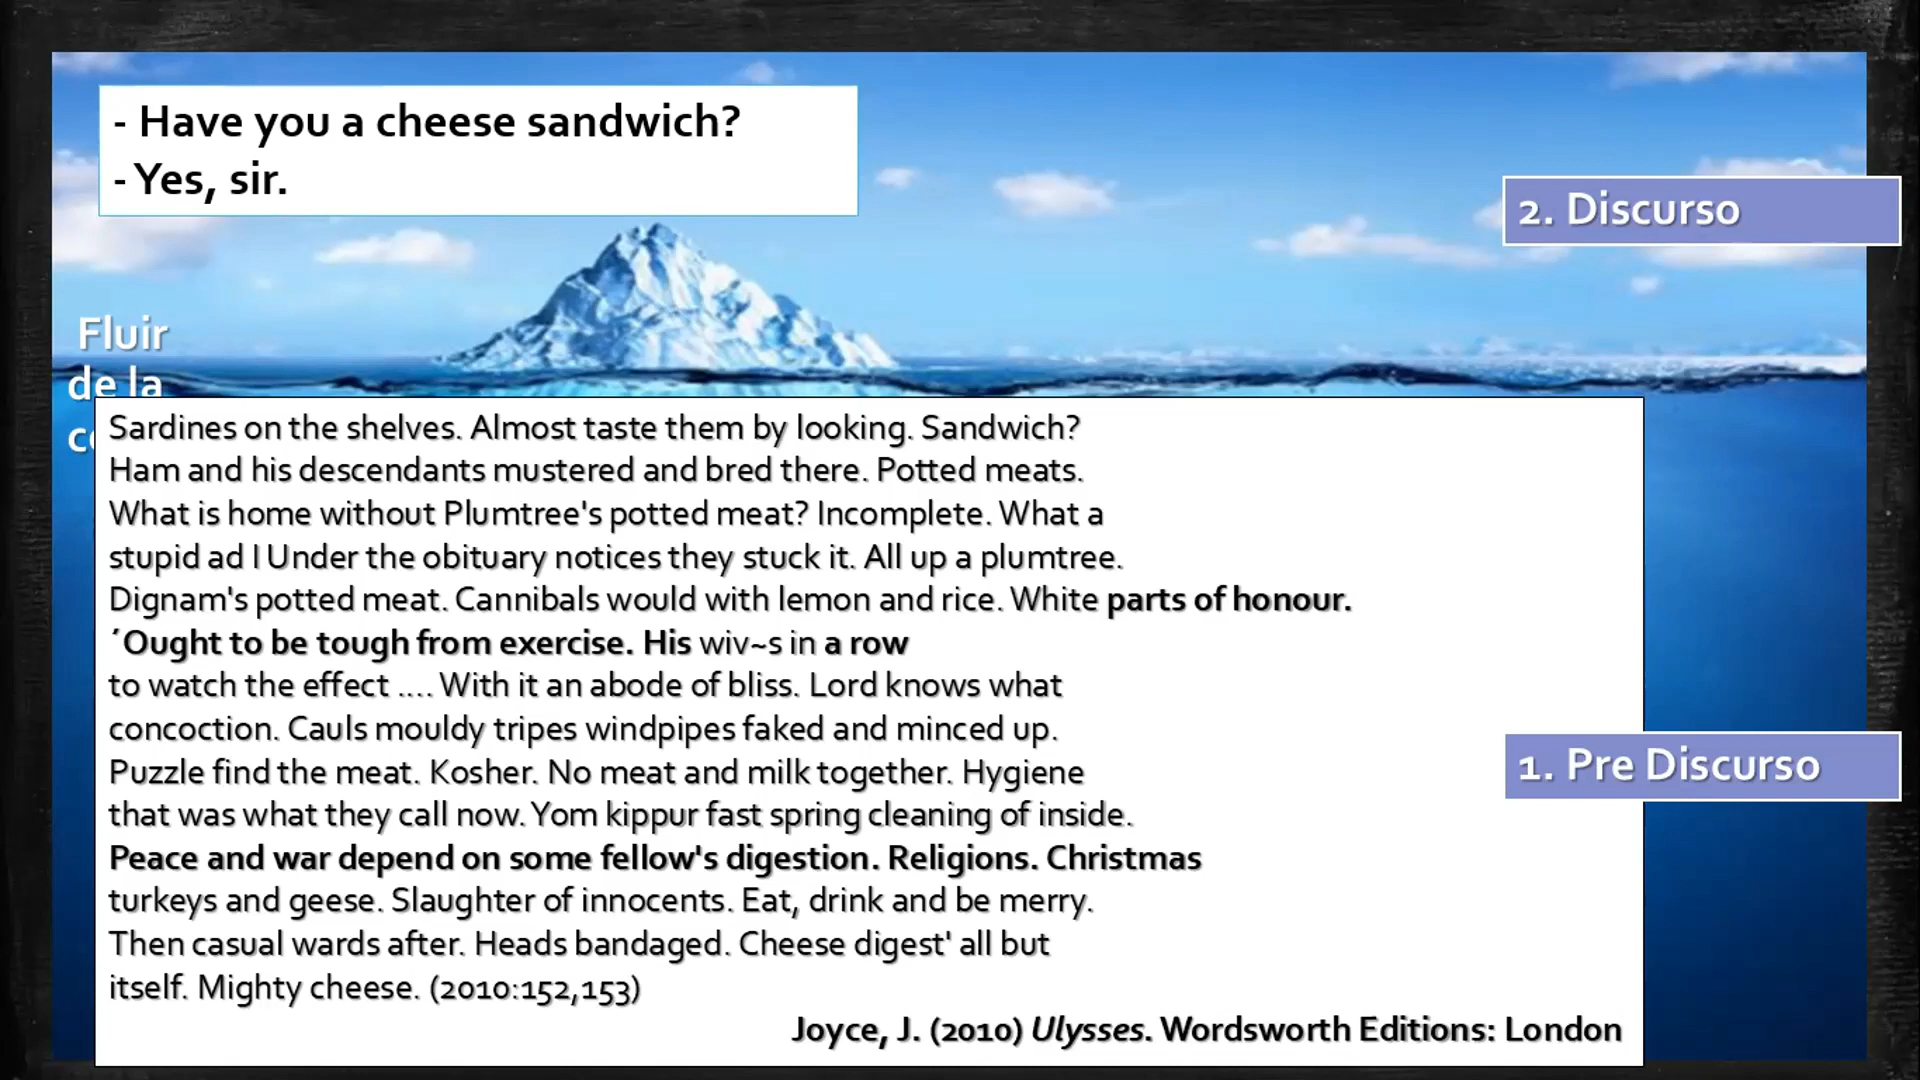 - Have you a cheese sandwich?
- Yes, sir.
2. Discurso
Fluir
de la
Sardines on the shelves. Almost taste them by looking. Sandwich?
Ham and his descendants mustered and bred there. Potted meats.
What is home without Plumtree's potted meat? Incomplete. What a
stupid ad I Under the obituary notices they stuck it. All up a plumtree.
Dignam's potted meat. Cannibals would with lemon and rice. White parts of honour.
´Ought to be tough from exercise. His wiv~s in a row
to watch the effect .... With it an abode of bliss. Lord knows what
concoction. Cauls mouldy tripes windpipes faked and minced up.
Puzzle find the meat. Kosher. No meat and milk together. Hygiene
that was what they call now. Yom kippur fast spring cleaning of inside.
Peace and war depend on some fellow's digestion. Religions. Christmas
turkeys and geese. Slaughter of innocents. Eat, drink and be merry.
Then casual wards after. Heads bandaged. Cheese digest' all but
itself. Mighty cheese. (2010:152,153)
Joyce, J. (2010) Ulysses. Wordsworth Editions: London
1. Pre Discurso